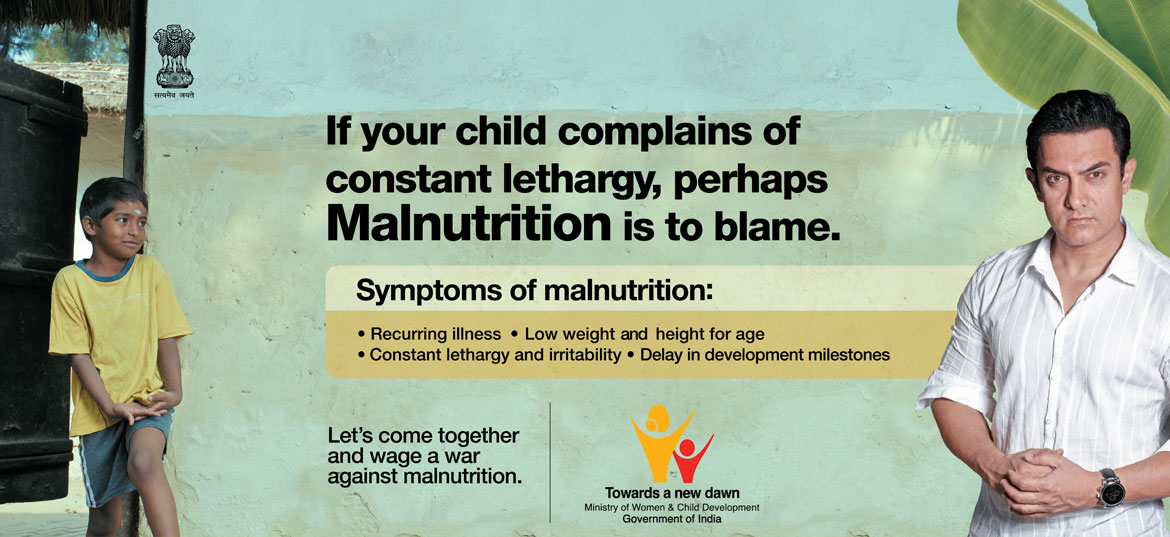 सत्यमेव जयते
If your child complains of
constant lethargy, perhaps
Malnutrition is to blame.
Symptoms of malnutrition:
• Recurring illness • Low weight and height for age
• Constant lethargy and irritability • Delay in development milestones
Let's come together
and wage a war
against malnutrition.
Towards a new dawn
Ministry of Women & Child Development
Government of India